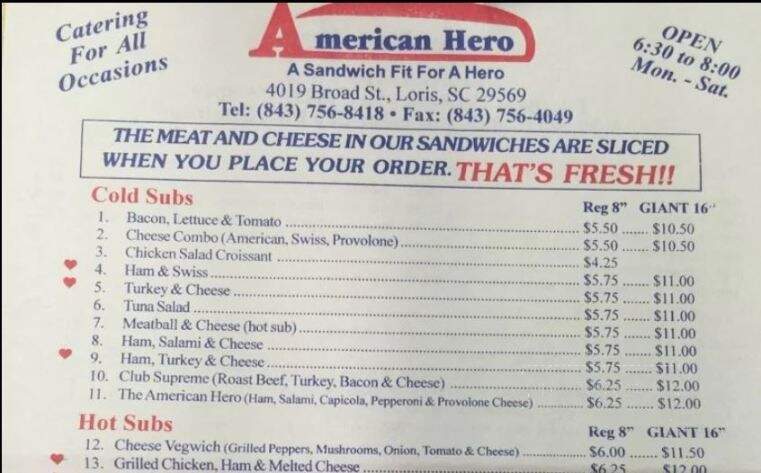 Catering
For All
Occasions
American Hero
A Sandwich Fit For A Hero
4019 Broad St., Loris, SC 29569
Tel: (843) 756-8418 • Fax: (843) 756-4049
OPEN
6:30 to 8:00
Mon. - Sat.
THE MEAT AND CHEESE IN OUR SANDWICHES ARE SLICED
WHEN YOU PLACE YOUR ORDER. THAT'S FRESH!!
Cold Subs Reg 8" GIANT 16"
1. Bacon, Lettuce & Tomato $5.50 $10.50
2. Cheese Combo (American, Swiss, Provolone) $5.50 $10.50
3. Chicken Salad Croissant $4.25
4. Ham & Swiss $5.75 $11.00
5. Turkey & Cheese $5.75 $11.00
6. Tuna Salad $5.75 $11.00
7. Meatball & Cheese (hot sub) $5.75 $11.00
8. Ham, Salami & Cheese $5.75 $11.00
9. Ham, Turkey & Cheese $5.75 $11.00
10. Club Supreme (Roast Beef, Turkey, Bacon & Cheese) $6.25 $12.00
11. The American Hero (Ham, Salami, Capicola, Pepperoni & Provolone Cheese) $6.25 $12.00
Hot Subs Reg 8" GIANT 16"
12. Cheese Vegwich (Grilled Peppers, Mushrooms, Onion, Tomato & Cheese) $6.00 $11.50
13. Grilled Chicken, Ham & Melted Cheese $6.25 $12.00